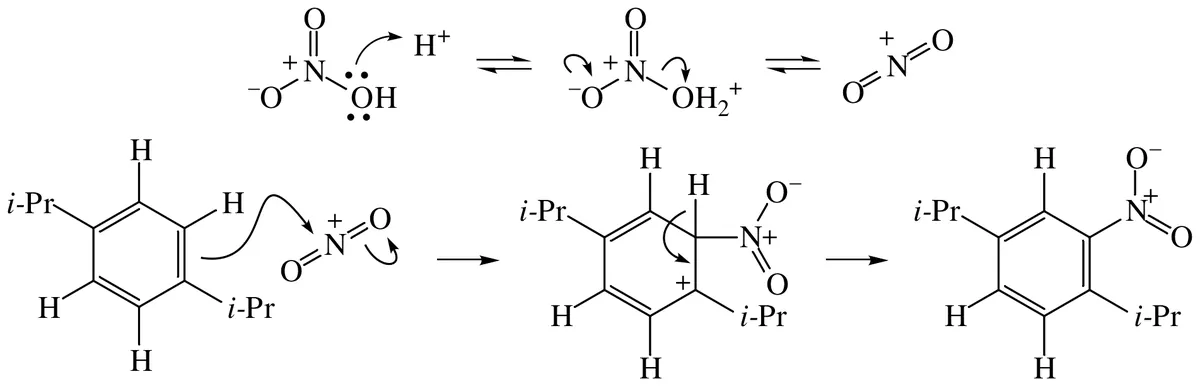 O O
N OH H+ N OH2+ O N+ O
+ −O + −O
H H H O−
i-Pr H O i-Pr N+ i-Pr H O−
N+ O N+
O O O
H i-Pr H + i-Pr H i-Pr
H H H